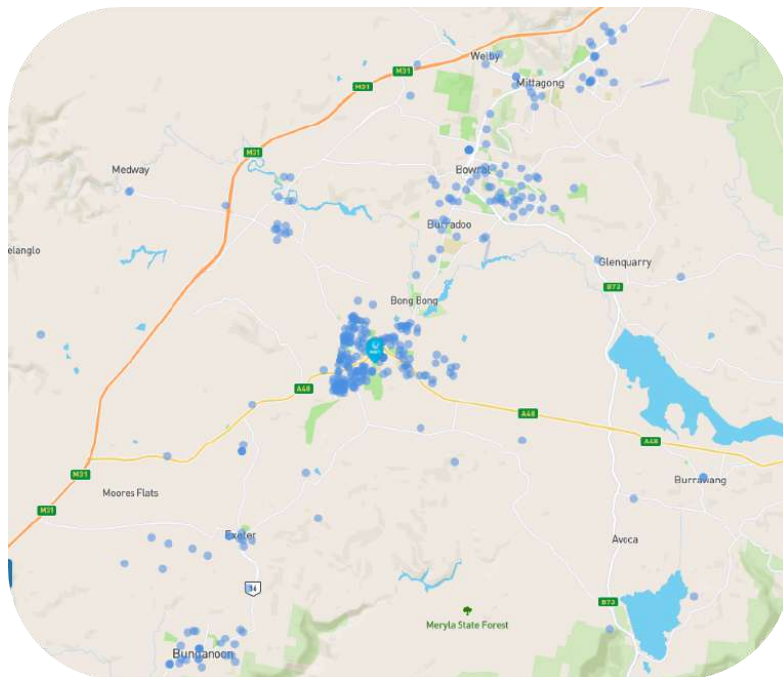 Welby
M31
Mittagong
M31
M31
Medway
Bowral
Burradoo
elanglo
Glenquarry
B73
Bong Bong
A48
A48
A48
M31
Burrawang
Moores Flats
M31
Exeter
Avoca
B73
Meryla State Forest
Bundanoon